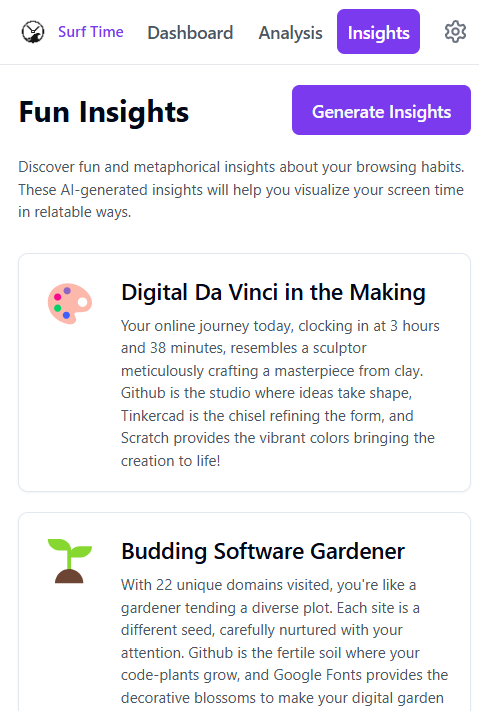 Surf Time Dashboard Analysis Insights
Fun Insights
Generate Insights
Discover fun and metaphorical insights about your browsing habits.
These AI-generated insights will help you visualize your screen time
in relatable ways.
Digital Da Vinci in the Making
Your online journey today, clocking in at 3 hours
and 38 minutes, resembles a sculptor
meticulously crafting a masterpiece from clay.
Github is the studio where ideas take shape,
Tinkercad is the chisel refining the form, and
Scratch provides the vibrant colors bringing the
creation to life!
Budding Software Gardener
With 22 unique domains visited, you're like a
gardener tending a diverse plot. Each site is a
different seed, carefully nurtured with your
attention. Github is the fertile soil where your
code-plants grow, and Google Fonts provides the
decorative blossoms to make your digital garden